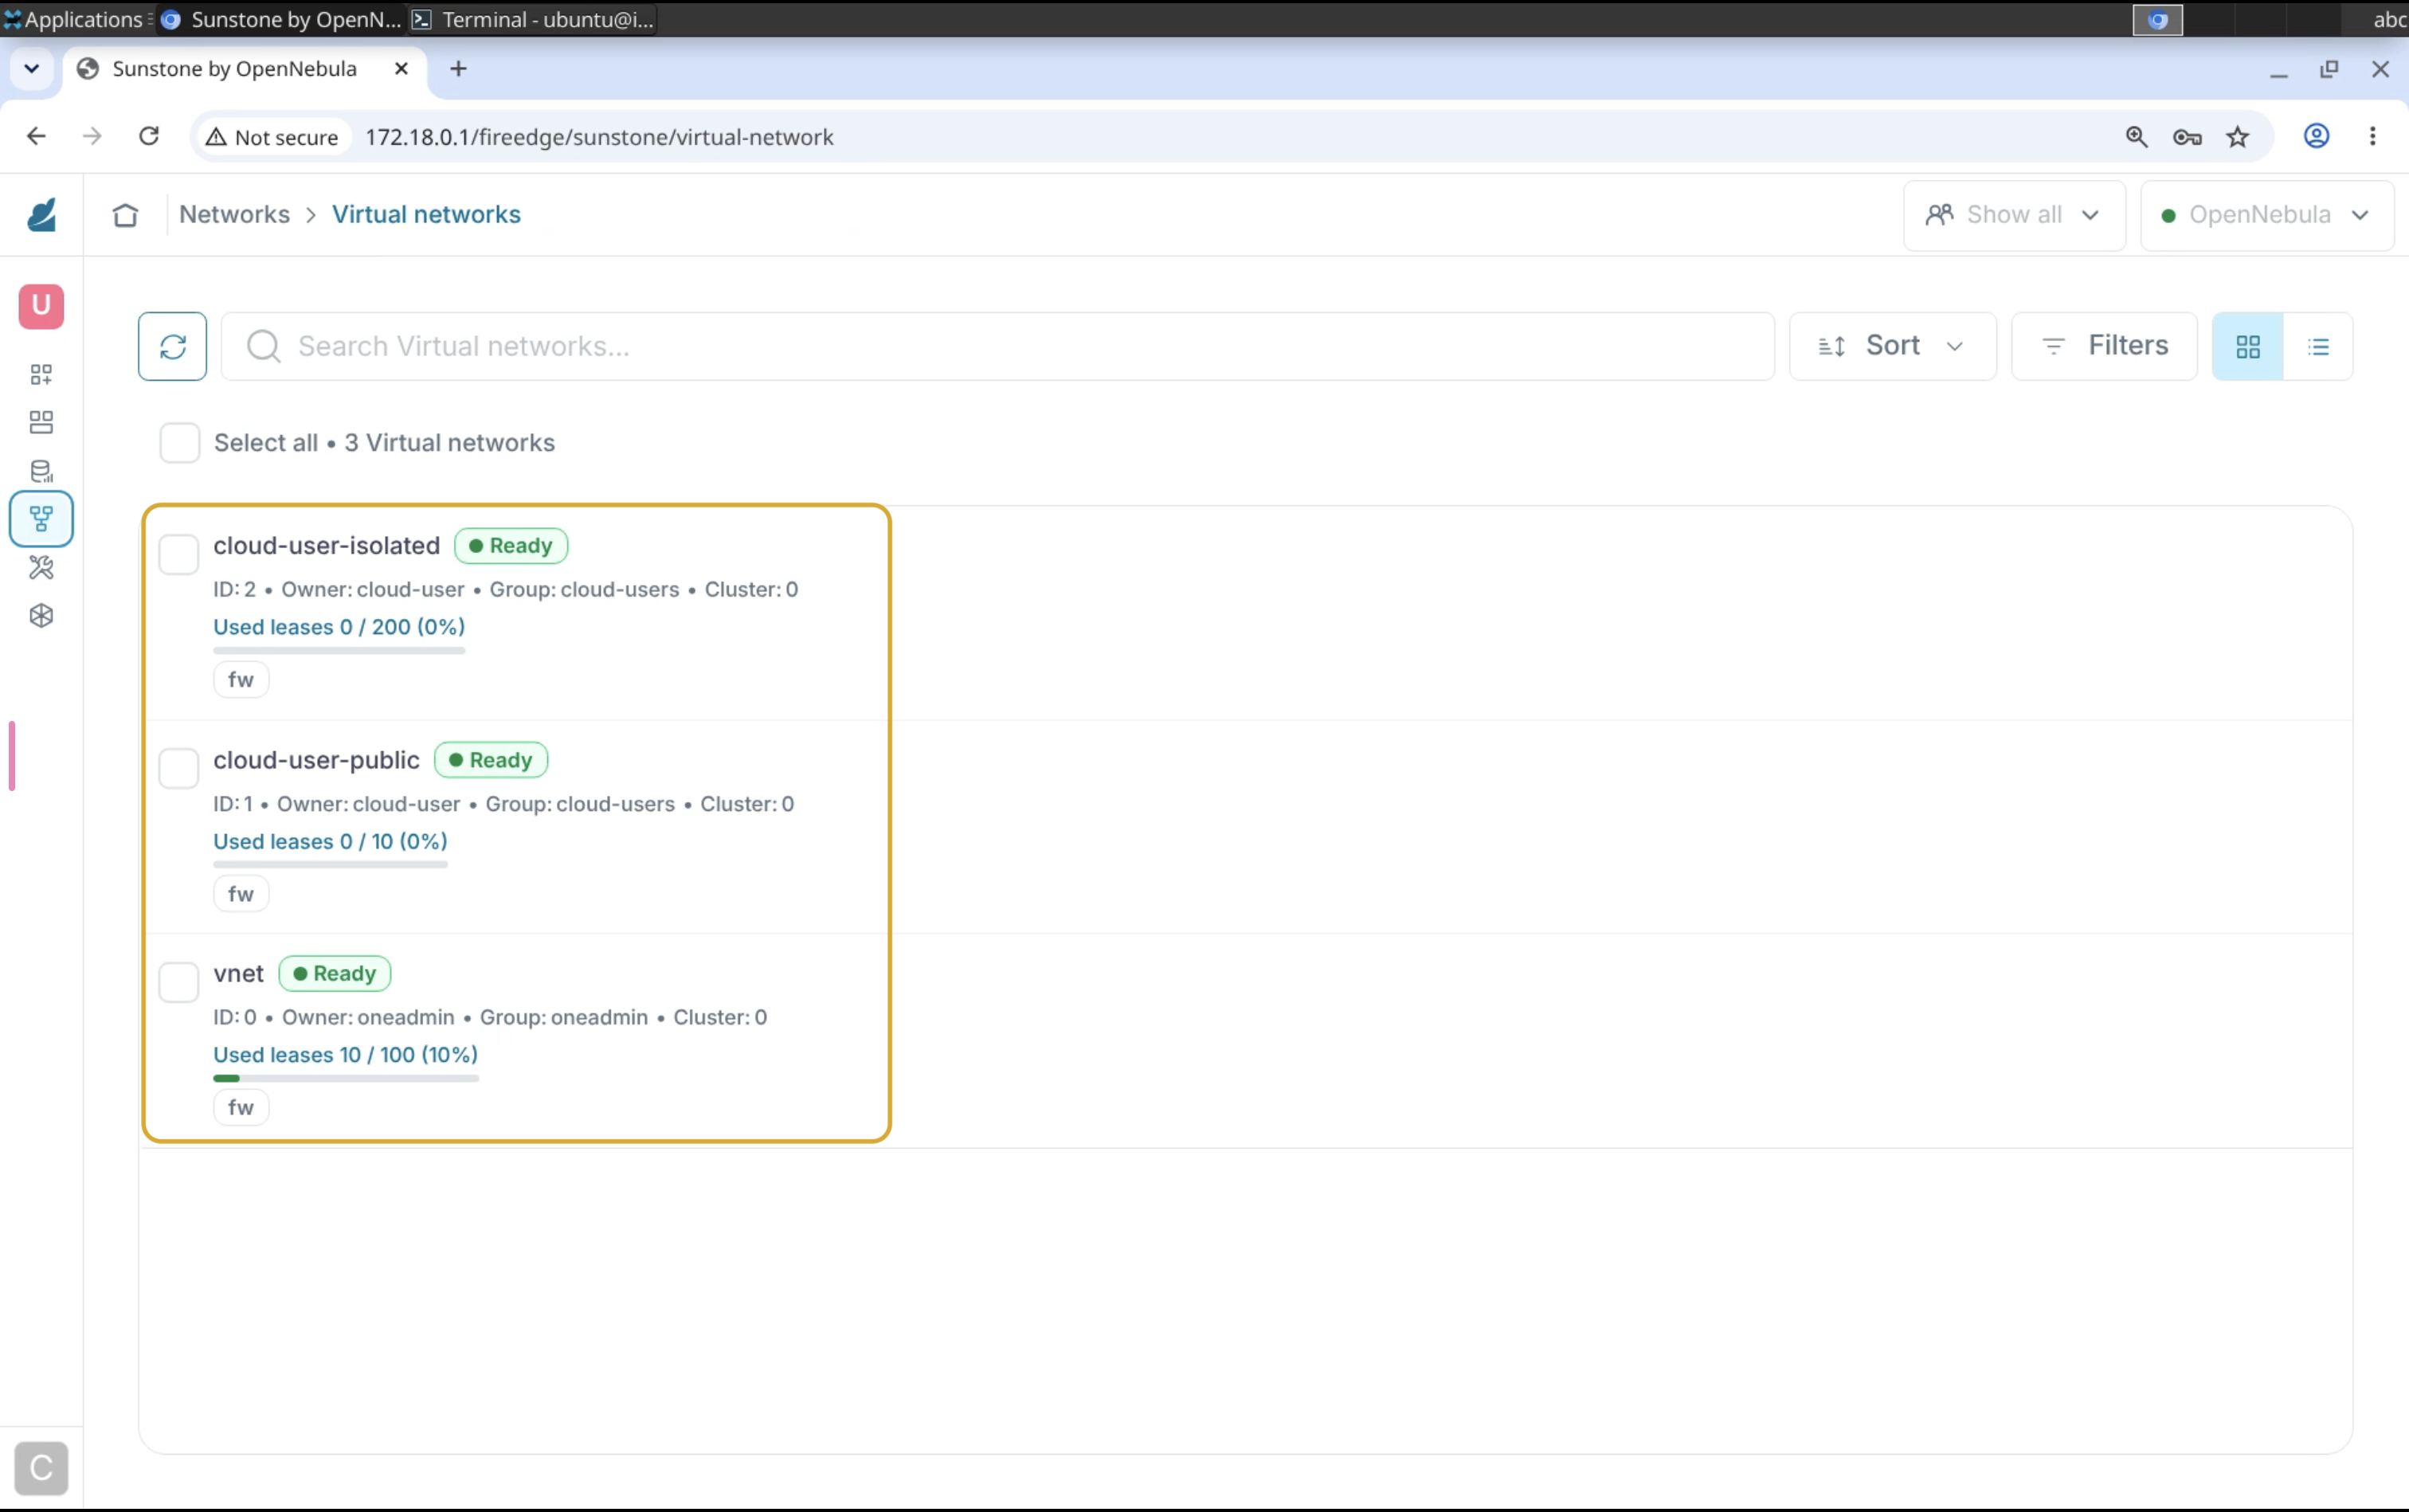 Applications Sunstone by OpenN... Terminal - ubuntu@i... abc
Sunstone by OpenNebula
Not secure 172.18.0.1/fireedge/sunstone/virtual-network
Networks > Virtual networks Show all OpenNebula
U
Search Virtual networks... Sort Filters
Select all • 3 Virtual networks
cloud-user-isolated Ready
ID: 2 • Owner: cloud-user • Group: cloud-users • Cluster: 0
Used leases 0 / 200 (0%)
fw
cloud-user-public Ready
ID: 1 • Owner: cloud-user • Group: cloud-users • Cluster: 0
Used leases 0 / 10 (0%)
fw
vnet Ready
ID: 0 • Owner: oneadmin • Group: oneadmin • Cluster: 0
Used leases 10 / 100 (10%)
fw
C